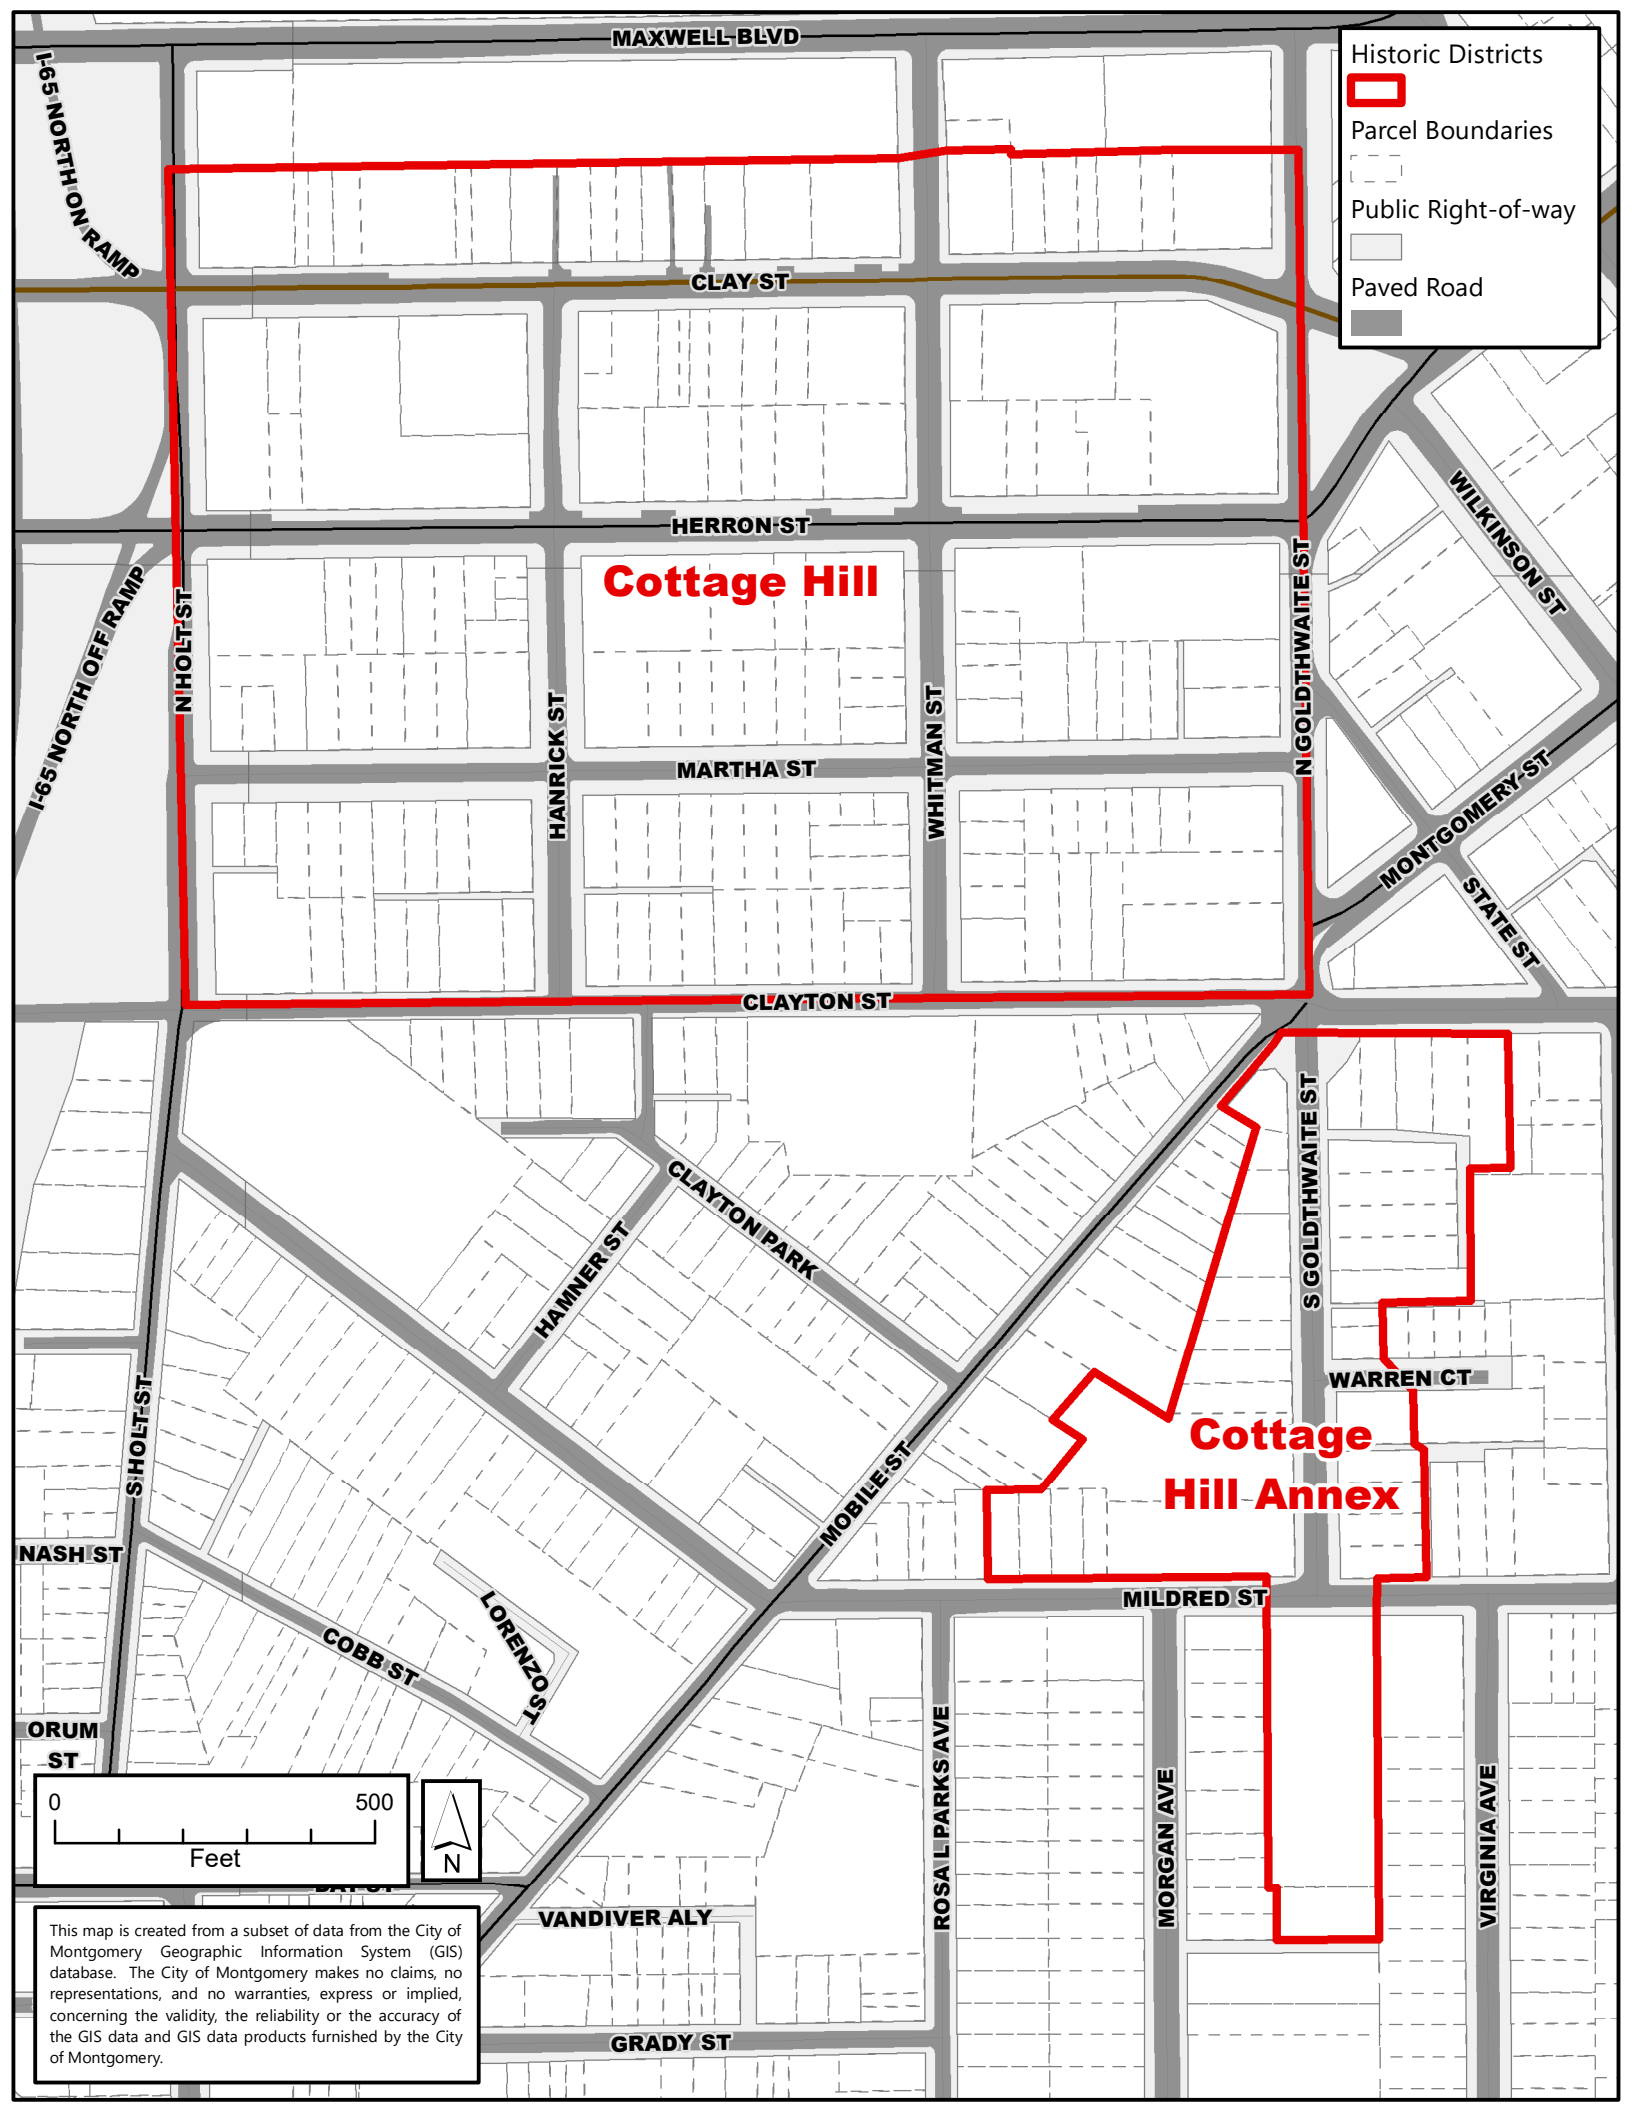 MAXWELL BLVD
I-65 NORTH ON RAMP
Historic Districts
Parcel Boundaries
Public Right-of-way
Paved Road
CLAY ST
WILKINSON ST
HERRON ST
Cottage Hill
I-65 NORTH OFF RAMP
N HOLT ST
N GOLDTHWAITE ST
HANRICK ST
WHITMAN ST
MARTHA ST
MONTGOMERY ST
STATE ST
CLAYTON ST
S GOLDTHWAITE ST
CLAYTON PARK
HAMNER ST
WARREN CT
S HOLT ST
Cottage
Hill Annex
MOBILE ST
NASH ST
MILDRED ST
LORENZO ST
COBB ST
ORUM
ST
ROSA L PARKS AVE
MORGAN AVE
VIRGINIA AVE
0 500
Feet
N
VANDIVER ALY
This map is created from a subset of data from the City of
Montgomery Geographic Information System (GIS)
database. The City of Montgomery makes no claims, no
representations, and no warranties, express or implied,
concerning the validity, the reliability or the accuracy of
the GIS data and GIS data products furnished by the City
of Montgomery.
GRADY ST